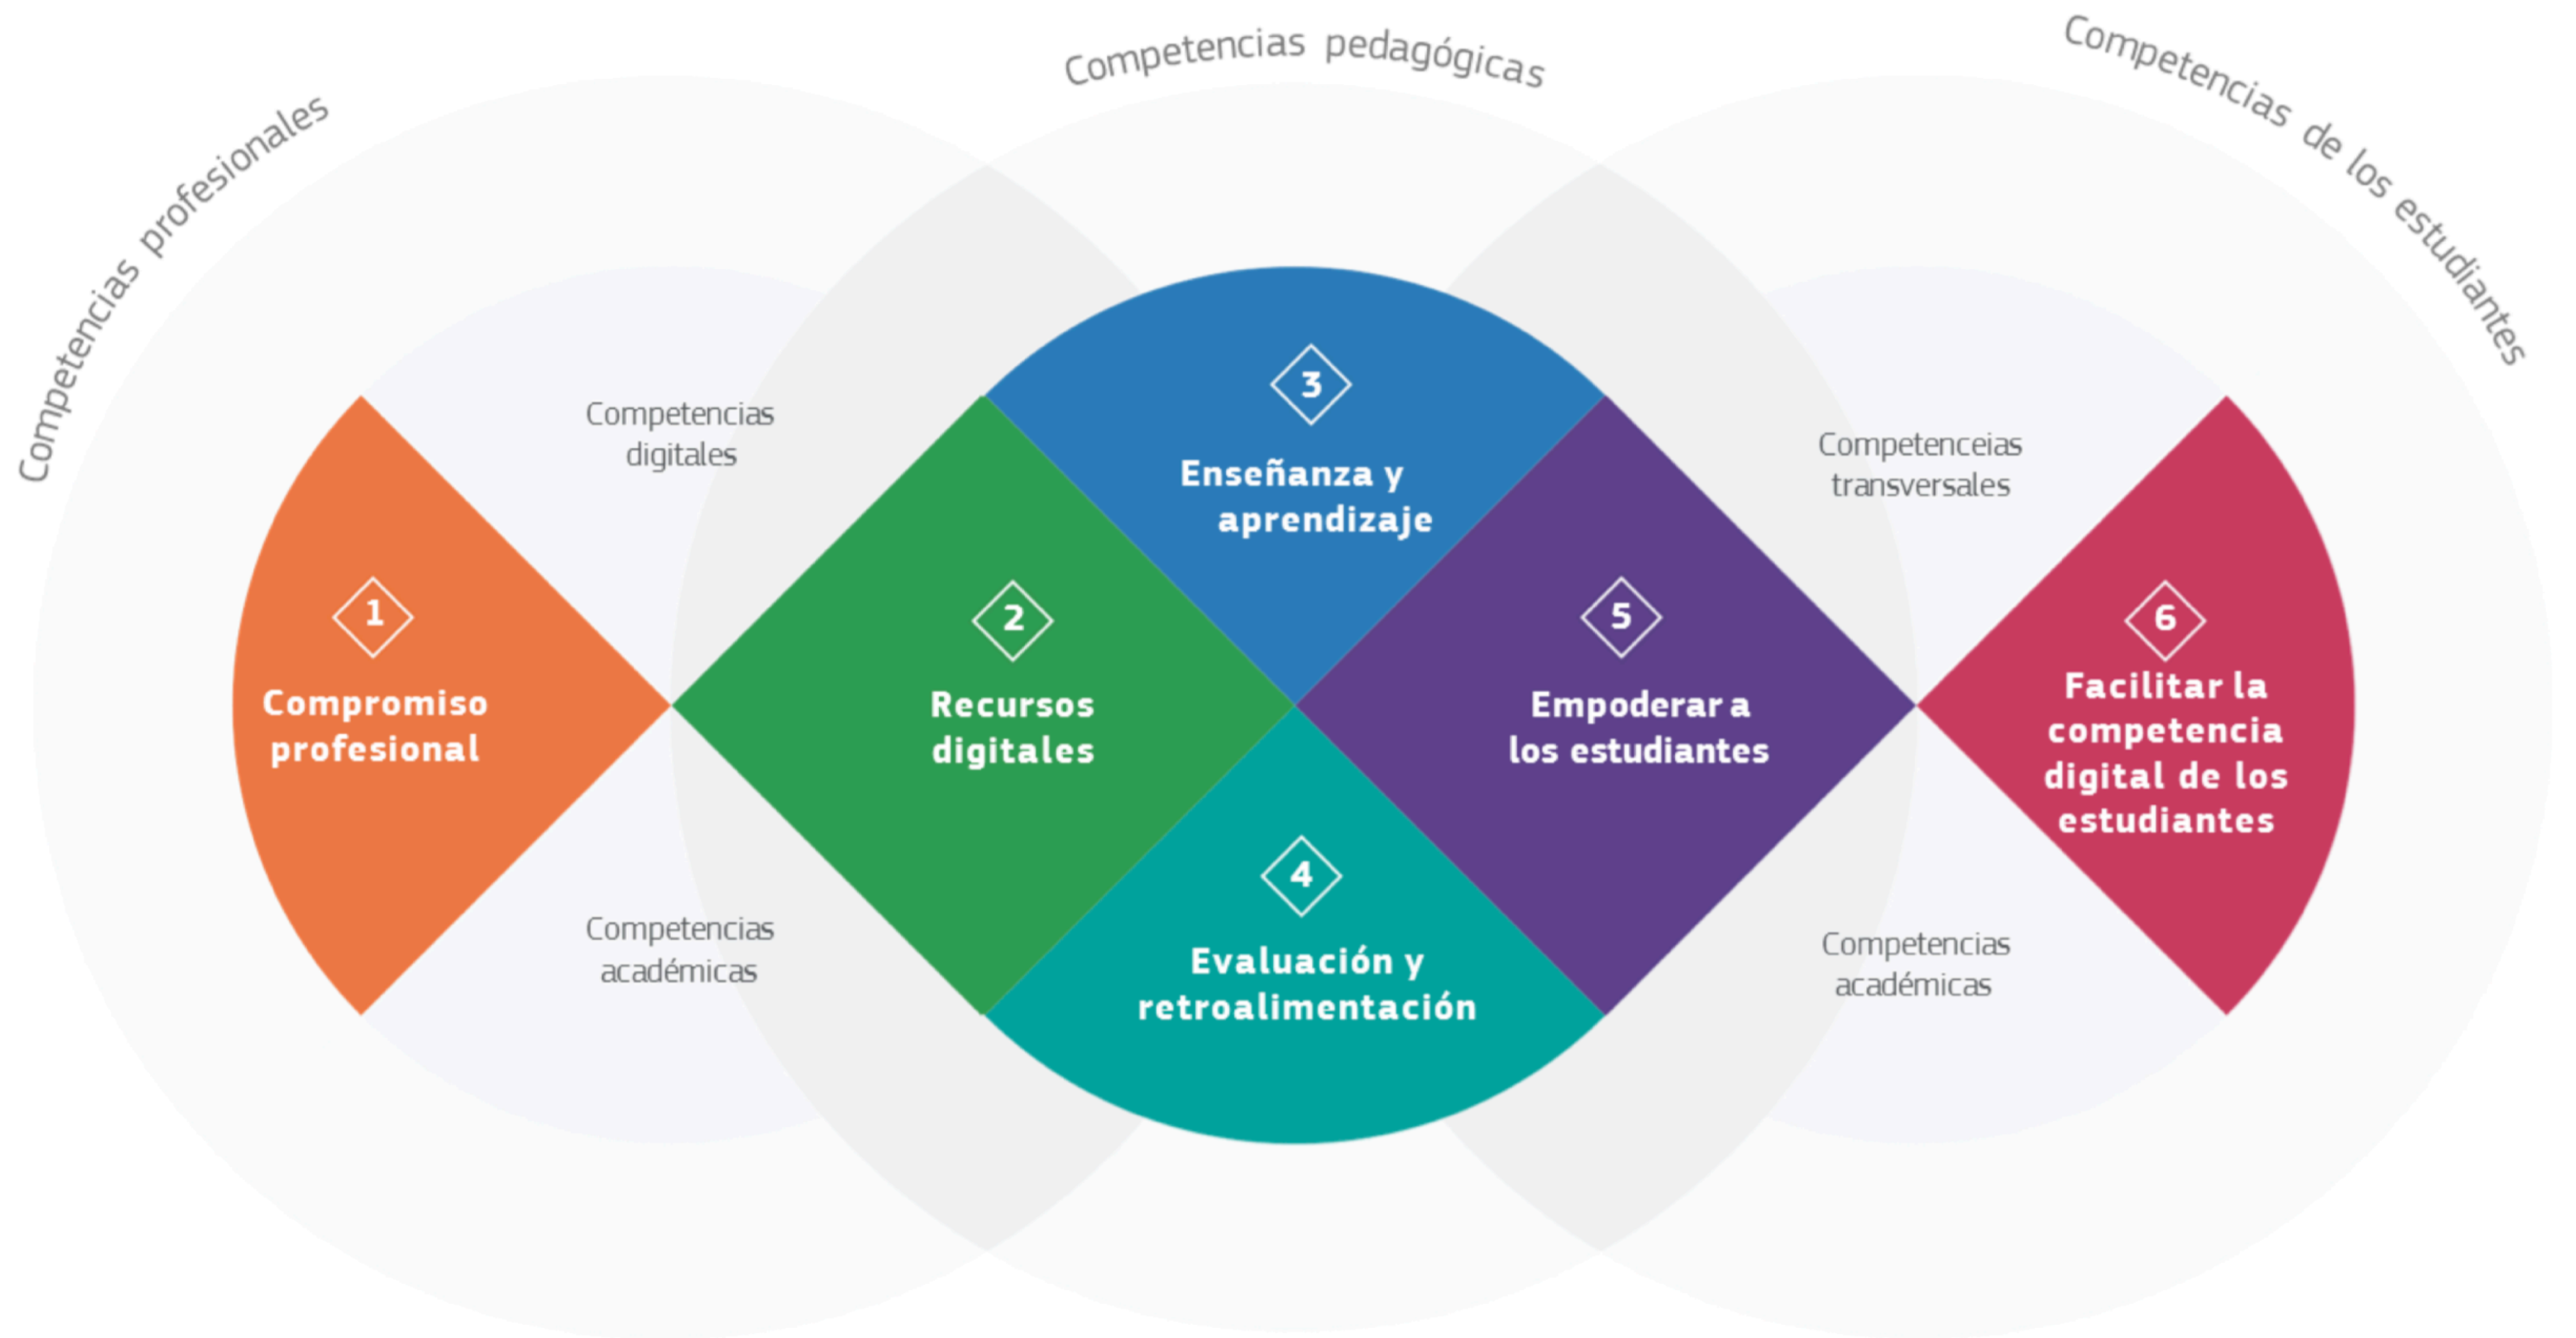 Competencias profesionales
Competencias pedagógicas
Competencias de los estudiantes
Competencias
digitales
Competencias
académicas
1
Compromiso
profesional
2
Recursos
digitales
3
Enseñanza y
aprendizaje
4
Evaluación y
retroalimentación
5
Empoderar a
los estudiantes
Competenceias
transversales
Competencias
académicas
6
Facilitar la
competencia
digital de los
estudiantes